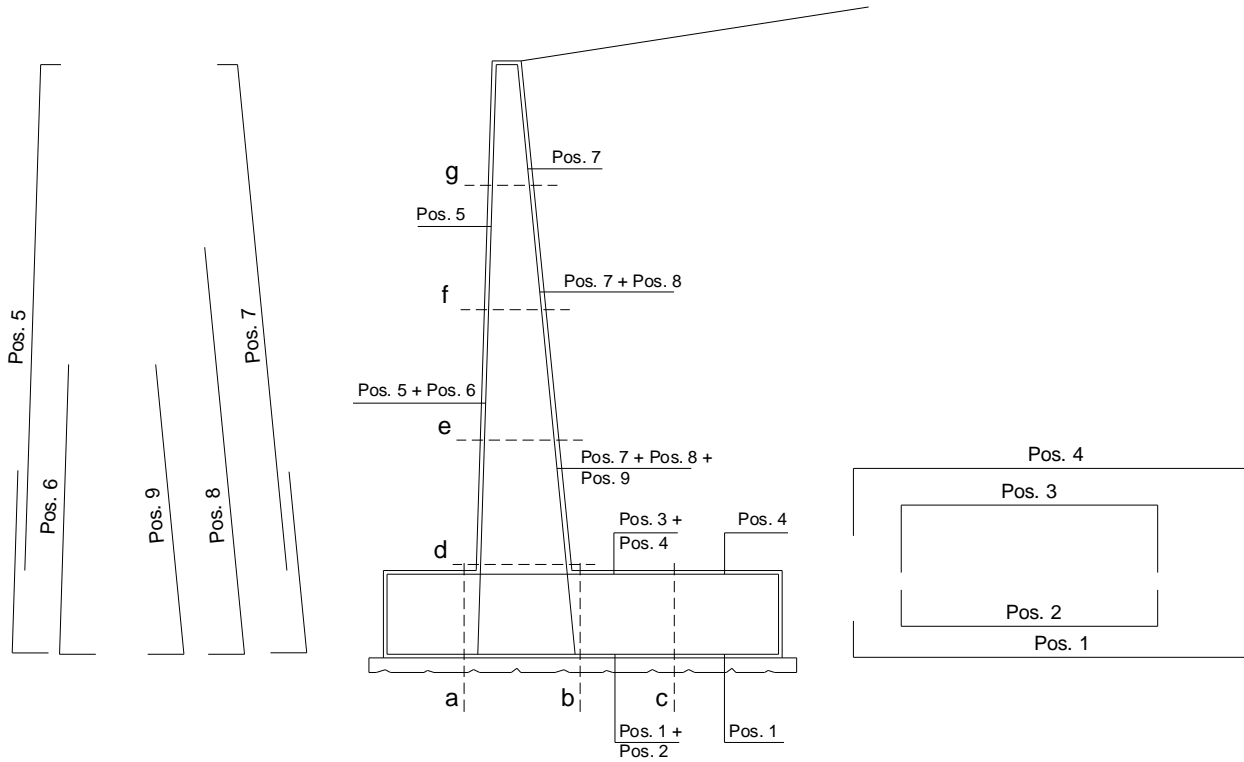 Pos. 7
g
Pos. 5
Pos. 7 + Pos. 8
f
Pos. 5
Pos. 7
Pos. 5 + Pos. 6
e
Pos. 7 + Pos. 8 +
Pos. 9
Pos. 4
Pos. 6
Pos. 9
Pos. 8
Pos. 3
Pos. 3 +
Pos. 4
Pos. 4
d
Pos. 2
Pos. 1
a
b
c
Pos. 1 +
Pos. 2
Pos. 1